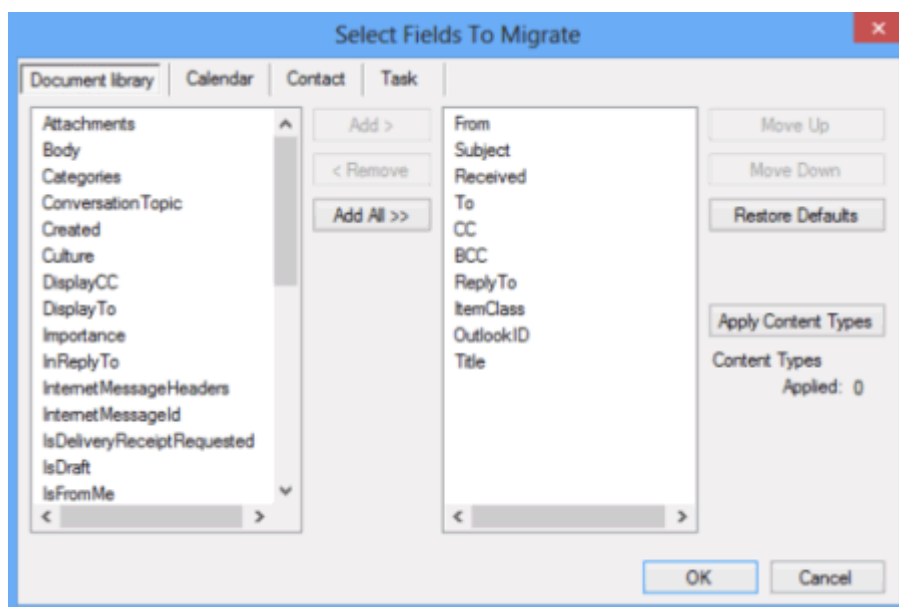 Select Fields To Migrate
Document library
Calendar
Contact
Task
Attachments
Body
Categories
ConversationTopic
Created
Culture
DisplayCC
DisplayTo
Importance
InReplyTo
InternetMessageHeaders
InternetMessageId
IsDeliveryReceiptRequested
IsDraft
IsFromMe
Add >
< Remove
Add All >>
From
Subject
Received
To
CC
BCC
ReplyTo
ItemClass
OutlookID
Title
Move Up
Move Down
Restore Defaults
Apply Content Types
Content Types
Applied: 0
OK
Cancel